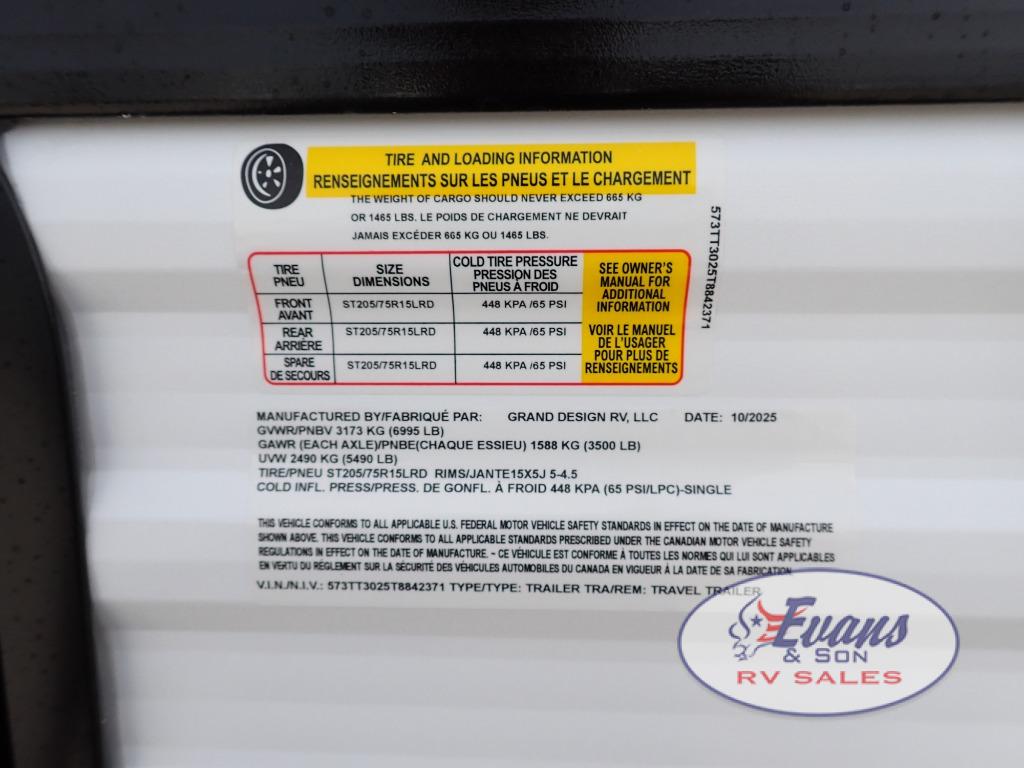 TIRE AND LOADING INFORMATION
RENSEIGNEMENTS SUR LES PNEUS ET LE CHARGEMENT
THE WEIGHT OF CARGO SHOULD NEVER EXCEED 665 KG
OR 1465 LBS. LE POIDS DE CHARGEMENT NE DEVRAIT
JAMAIS EXCÉDER 665 KG OU 1465 LBS.
TIRE
PNEU
SIZE
DIMENSIONS
COLD TIRE PRESSURE
PRESSION DES
PNEUS À FROID
FRONT
AVANT
ST205/75R15LRD
448 KPA /65 PSI
REAR
ARRIÈRE
ST205/75R15LRD
448 KPA /65 PSI
SPARE
DE SECOURS
ST205/75R15LRD
448 KPA /65 PSI
SEE OWNER'S
MANUAL FOR
ADDITIONAL
INFORMATION
VOIR LE MANUEL
DE L'USAGER
POUR PLUS DE
RENSEIGNEMENTS
573TT3025T8842371
MANUFACTURED BY/FABRIQUÉ PAR: GRAND DESIGN RV, LLC DATE: 10/2025
GVWR/PNBV 3173 KG (6995 LB)
GAWR (EACH AXLE)/PNBE(CHAQUE ESSIEU) 1588 KG (3500 LB)
UVW 2490 KG (5490 LB)
TIRE/PNEU ST205/75R15LRD RIMS/JANTE15X5J 5-4.5
COLD INFL. PRESS/PRESS. DE GONFL. À FROID 448 KPA (65 PSI/LPC)-SINGLE
THIS VEHICLE CONFORMS TO ALL APPLICABLE U.S. FEDERAL MOTOR VEHICLE SAFETY STANDARDS IN EFFECT ON THE DATE OF MANUFACTURE
SHOWN ABOVE. THIS VEHICLE CONFORMS TO ALL APPLICABLE STANDARDS PRESCRIBED UNDER THE CANADIAN MOTOR VEHICLE SAFETY
REGULATIONS IN EFFECT ON THE DATE OF MANUFACTURE. - CE VÉHICULE EST CONFORME À TOUTES LES NORMES QUI LUI SONT APPLICABLES
EN VERTU DU RÈGLEMENT SUR LA SÉCURITÉ DES VÉHICULES AUTOMOBILES DU CANADA EN VIGUEUR À LA DATE DE SA FABRICATION.
V.I.N./N.I.V.: 573TT3025T8842371 TYPE/TYPE: TRAILER TRA/REM: TRAVEL TRAILER
Evans
& SON
RV SALES